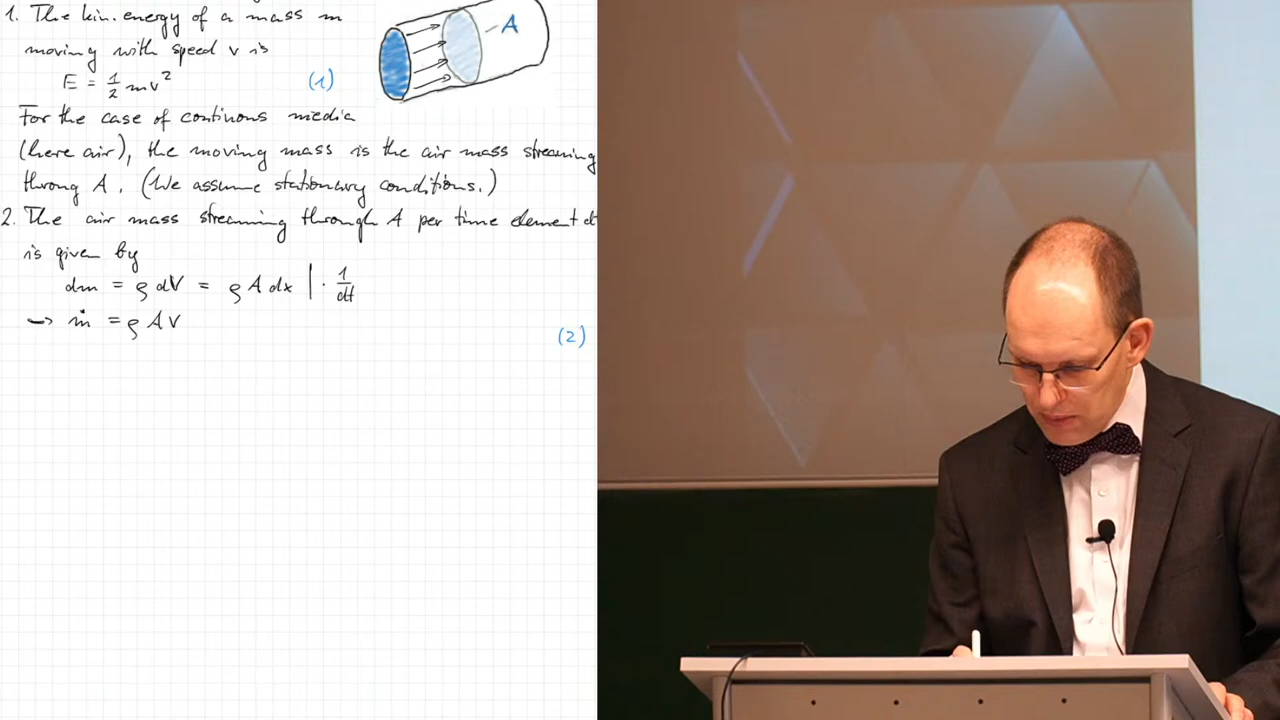 1. The kin. energy of a mass m
moving with speed v is
E = 1/2 mv² (1)
A
For the case of continous media
(here air), the moving mass is the air mass streaming
throug A. (We assume stationary conditions.)
2. The air mass streaming through A per time element dt
is given by
dm = ρ dV = ρ A dx | · 1/dt
→ ṁ = ρ A v
(2)